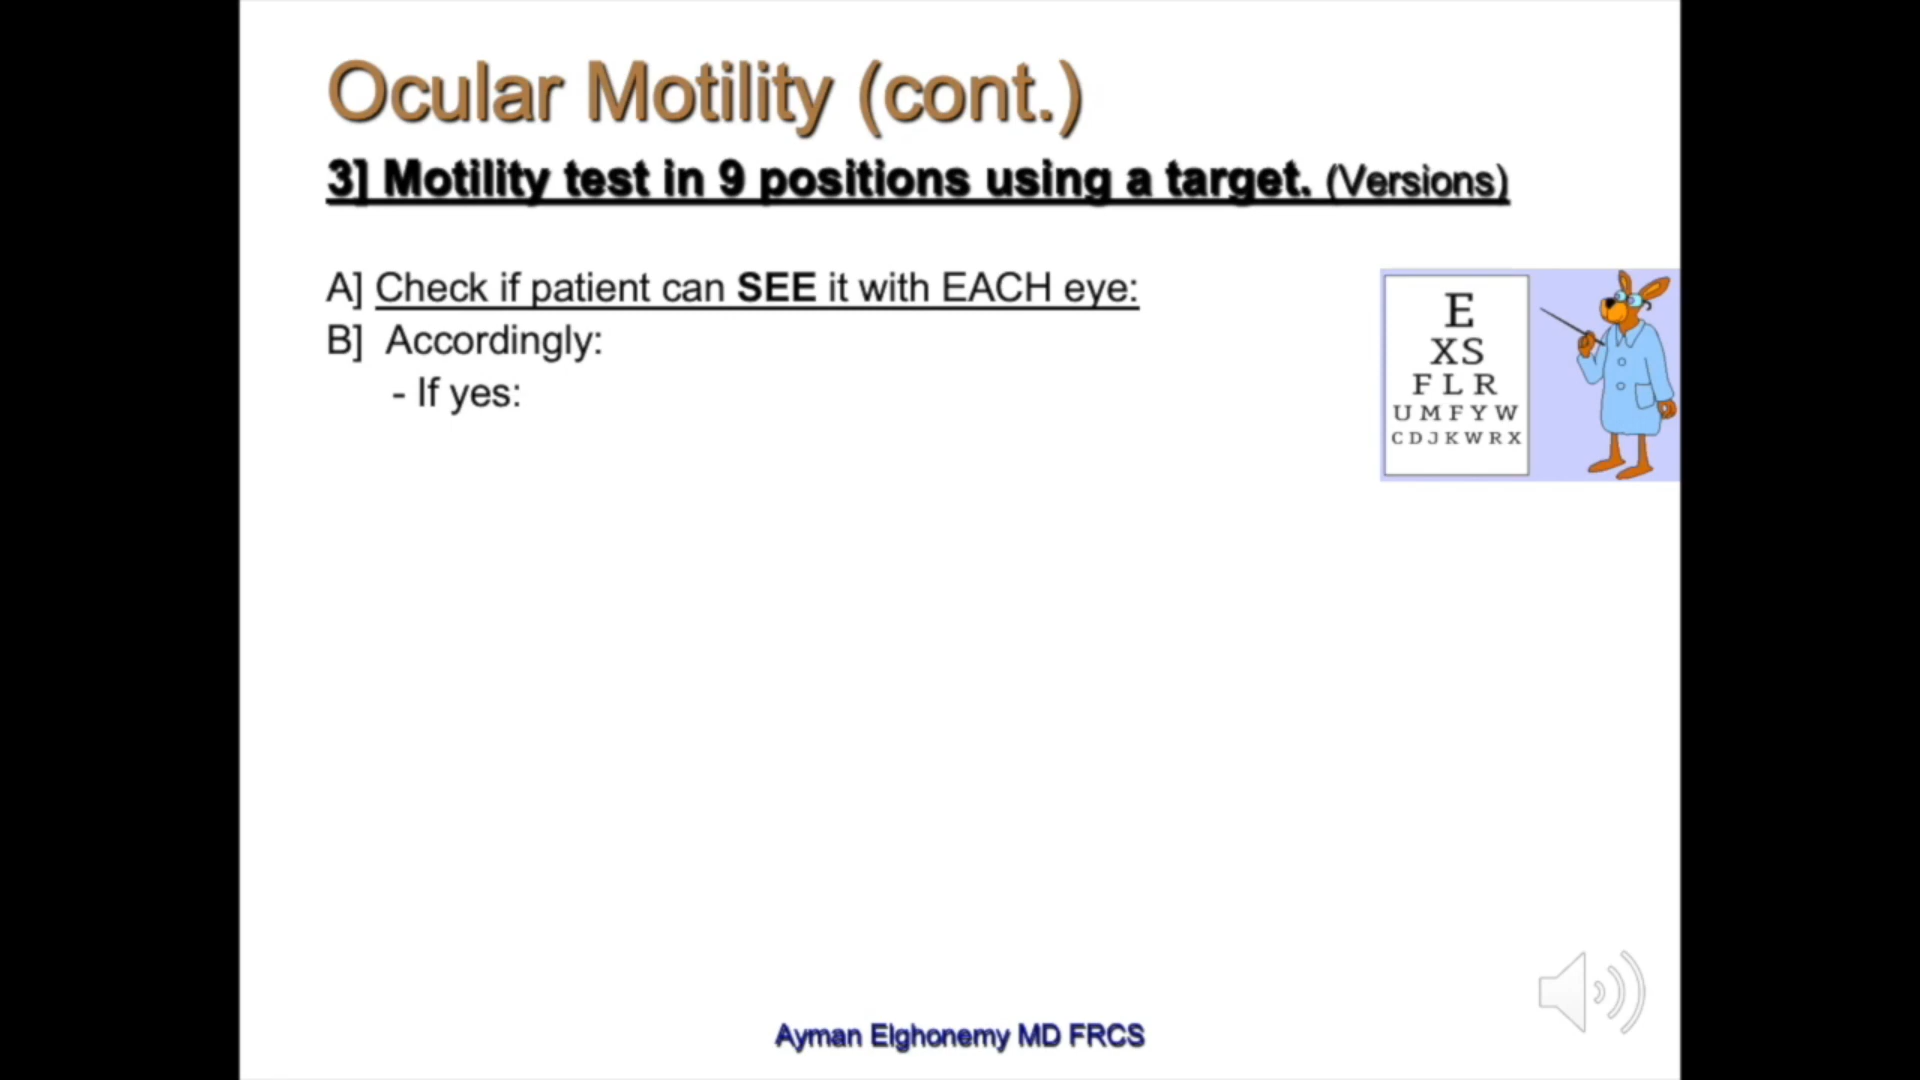 Ocular Motility (cont.)
3] Motility test in 9 positions using a target. (Versions)
A] Check if patient can SEE it with EACH eye:
B] Accordingly:
- If yes:
E
XS
FLR
UMFYW
CDJKWRX
Ayman Elghonemy MD FRCS